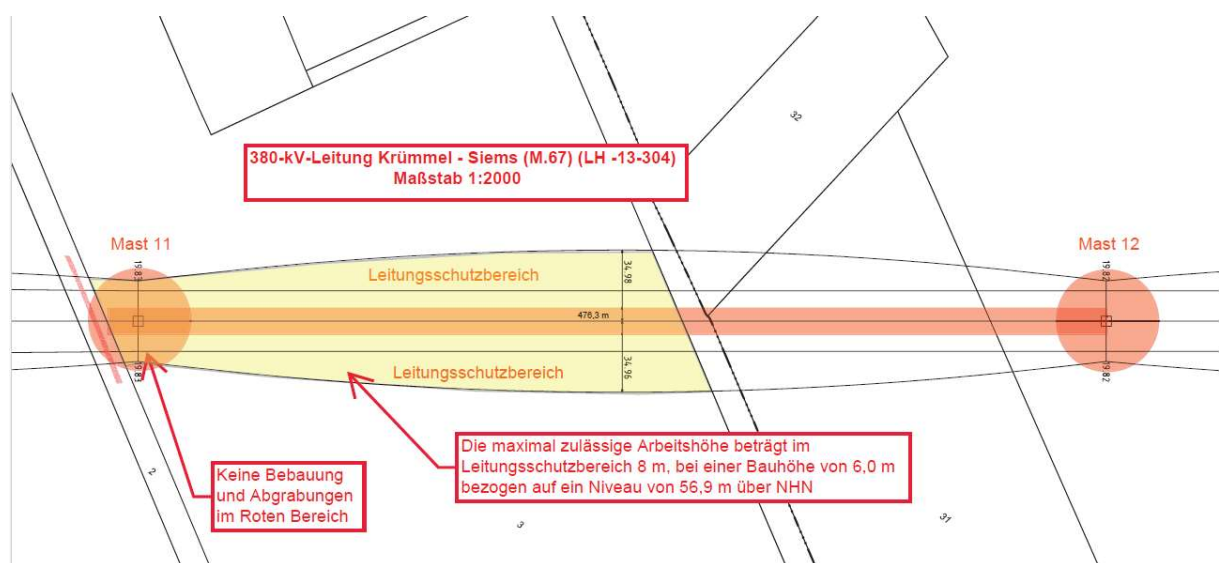 380-kV-Leitung Krümmel - Siems (M.67) (LH -13-304)
Maßstab 1:2000
32
Mast 11
Mast 12
19.83
19.82
Leitungsschutzbereich
34.98
476,3 m
Leitungsschutzbereich
34.96
19.83
19.82
Die maximal zulässige Arbeitshöhe beträgt im
Leitungsschutzbereich 8 m, bei einer Bauhöhe von 6,0 m
bezogen auf ein Niveau von 56,9 m über NHN
Keine Bebauung
und Abgrabungen
im Roten Bereich
2
3
31